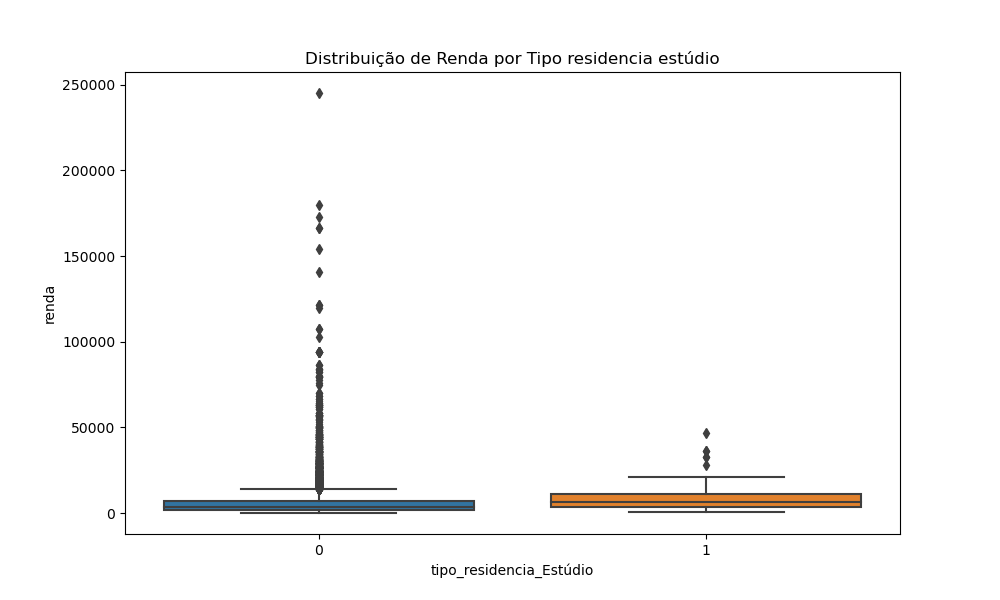 Distribuição de Renda por Tipo residencia estúdio
250000
200000
150000
100000
50000
0
renda
0 1
tipo_residencia_Estúdio